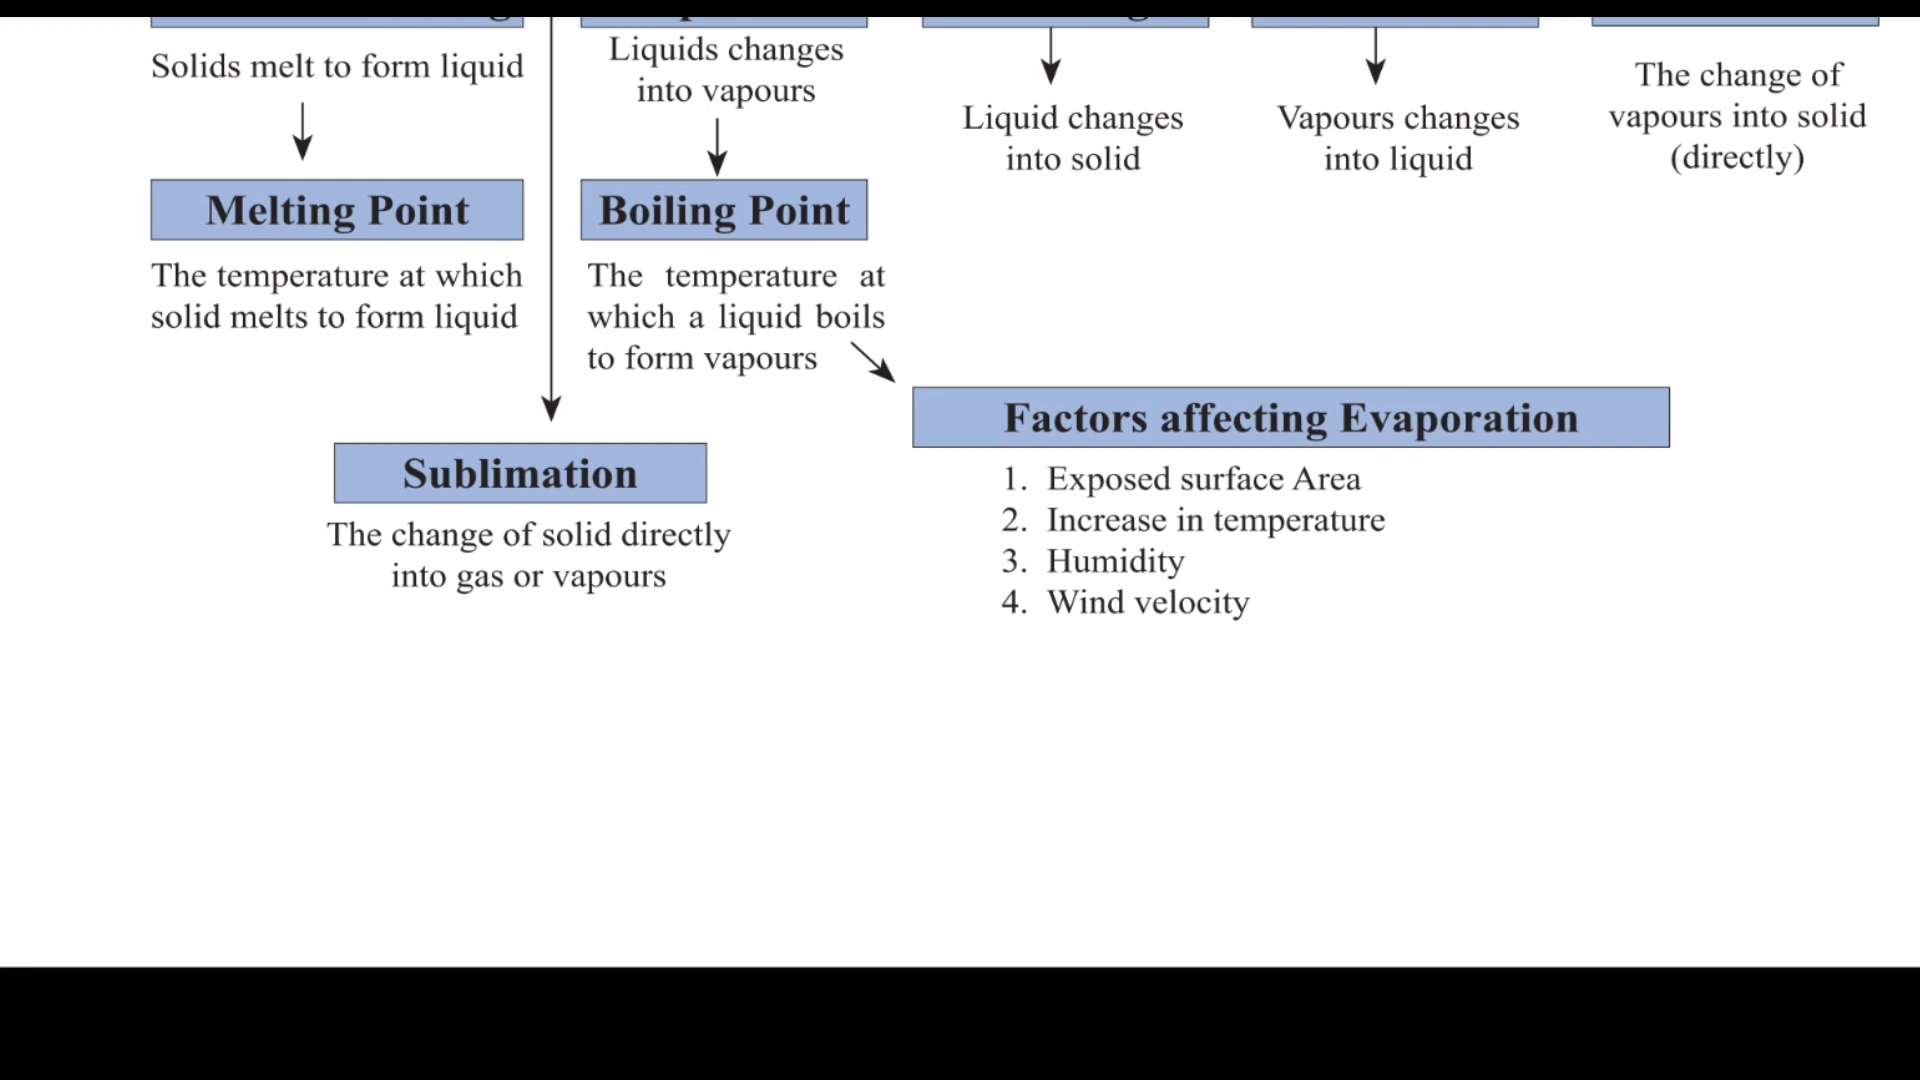 Solids melt to form liquid
Melting Point
The temperature at which
solid melts to form liquid
Liquids changes
into vapours
Boiling Point
The temperature at
which a liquid boils
to form vapours
Liquid changes
into solid
Vapours changes
into liquid
The change of
vapours into solid
(directly)
Sublimation
The change of solid directly
into gas or vapours
Factors affecting Evaporation
1. Exposed surface Area
2. Increase in temperature
3. Humidity
4. Wind velocity